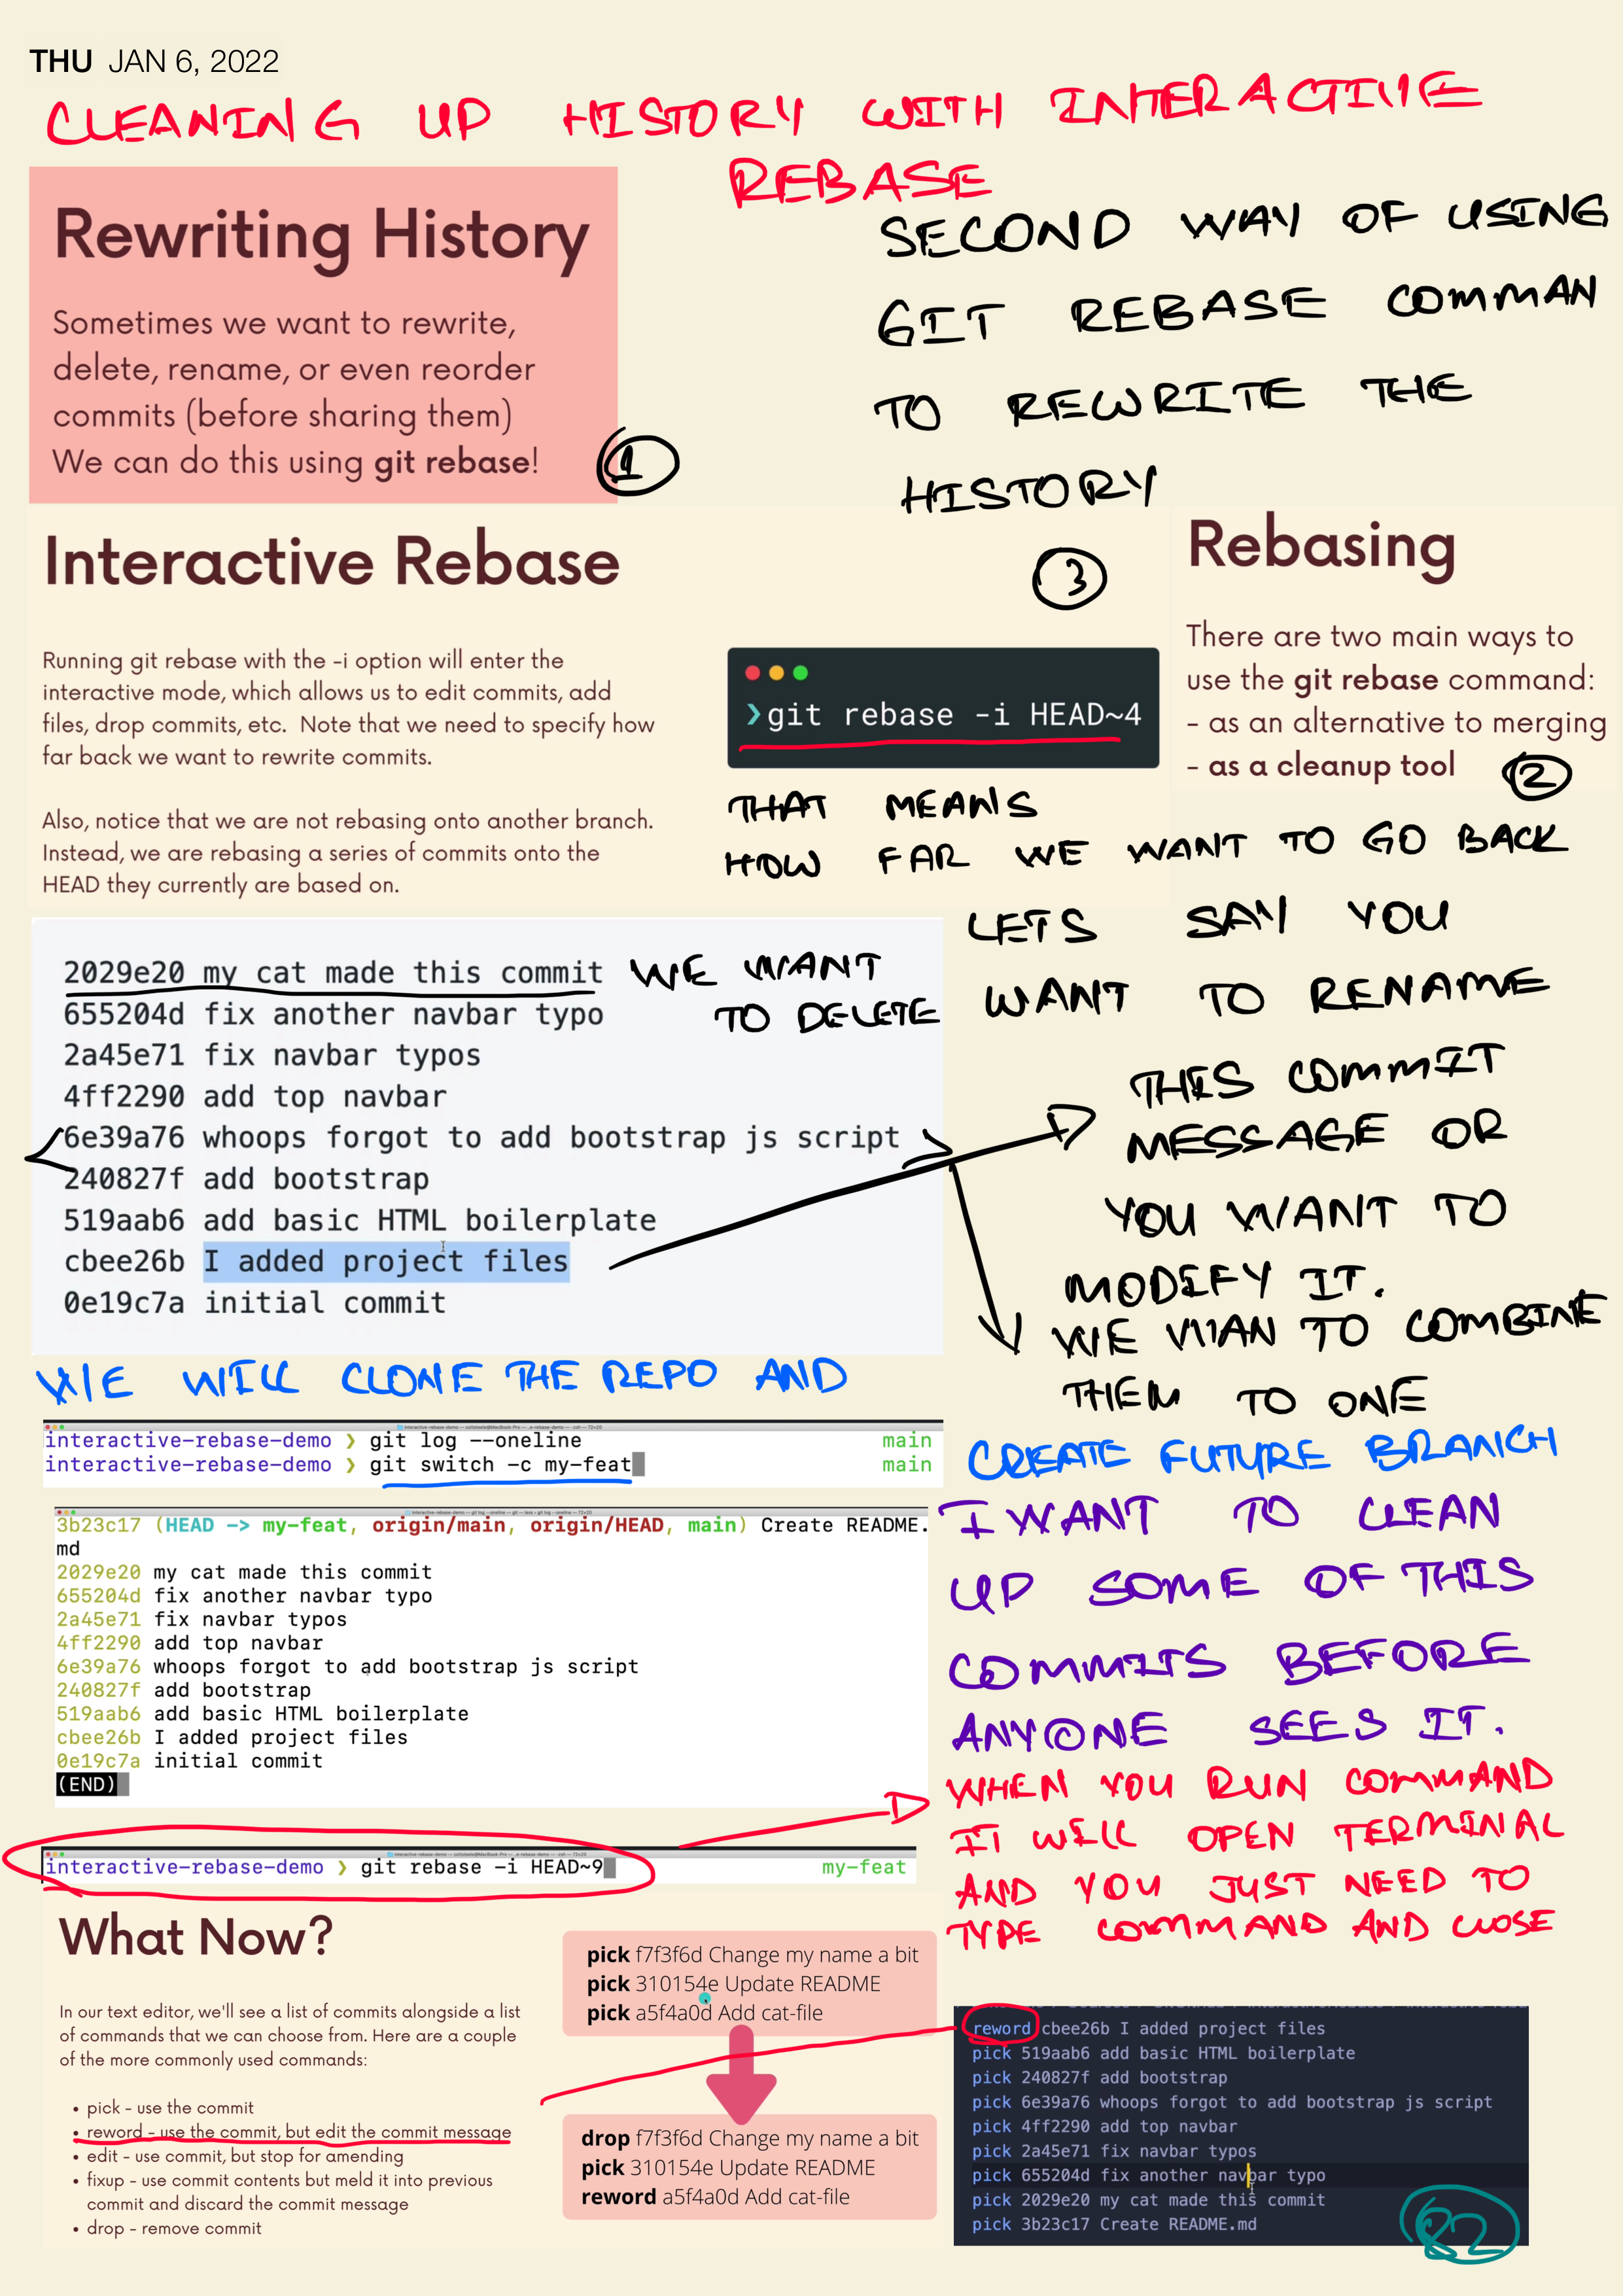 THU JAN 6, 2022
CLEANING UP HISTORY WITH INTERACTIVE
REBASE
Rewriting History
Sometimes we want to rewrite,
delete, rename, or even reorder
commits (before sharing them)
We can do this using git rebase!
1
SECOND WAY OF USING
GIT REBASE COMMAN
TO REWRITE THE
HISTORY
Interactive Rebase
Running git rebase with the -i option will enter the
interactive mode, which allows us to edit commits, add
files, drop commits, etc. Note that we need to specify how
far back we want to rewrite commits.
Also, notice that we are not rebasing onto another branch.
Instead, we are rebasing a series of commits onto the
HEAD they currently are based on.
3
❯git rebase -i HEAD~4
Rebasing
There are two main ways to
use the git rebase command:
- as an alternative to merging
- as a cleanup tool
2
THAT MEANS
HOW FAR WE WANT TO GO BACK
2029e20 my cat made this commit
655204d fix another navbar typo
2a45e71 fix navbar typos
4ff2290 add top navbar
6e39a76 whoops forgot to add bootstrap js script
240827f add bootstrap
519aab6 add basic HTML boilerplate
cbee26b I added project files
0e19c7a initial commit
WE WANT
TO DELETE
LETS SAY YOU
WANT TO RENAME
THIS COMMIT
MESSAGE OR
YOU WANT TO
MODIFY IT.
WE WAN TO COMBINE
THEM TO ONE
WE WILL CLONE THE REPO AND
CREATE FUTURE BRANCH
interactive-rebase-demo ❯ git log --oneline main
interactive-rebase-demo ❯ git switch -c my-feat main
3b23c17 (HEAD -> my-feat, origin/main, origin/HEAD, main) Create README.
md
2029e20 my cat made this commit
655204d fix another navbar typo
2a45e71 fix navbar typos
4ff2290 add top navbar
6e39a76 whoops forgot to add bootstrap js script
240827f add bootstrap
519aab6 add basic HTML boilerplate
cbee26b I added project files
0e19c7a initial commit
(END)
I WANT TO CLEAN
UP SOME OF THIS
COMMITS BEFORE
ANYONE SEES IT.
interactive-rebase-demo ❯ git rebase -i HEAD~9 my-feat
WHEN YOU RUN COMMAND
IT WILL OPEN TERMINAL
AND YOU JUST NEED TO
TYPE COMMAND AND CLOSE
What Now?
In our text editor, we'll see a list of commits alongside a list
of commands that we can choose from. Here are a couple
of the more commonly used commands:
• pick - use the commit
• reword - use the commit, but edit the commit message
• edit - use commit, but stop for amending
• fixup - use commit contents but meld it into previous
commit and discard the commit message
• drop - remove commit
pick f7f3f6d Change my name a bit
pick 310154e Update README
pick a5f4a0d Add cat-file
drop f7f3f6d Change my name a bit
pick 310154e Update README
reword a5f4a0d Add cat-file
reword cbee26b I added project files
pick 519aab6 add basic HTML boilerplate
pick 240827f add bootstrap
pick 6e39a76 whoops forgot to add bootstrap js script
pick 4ff2290 add top navbar
pick 2a45e71 fix navbar typos
pick 655204d fix another navbar typo
pick 2029e20 my cat made this commit
pick 3b23c17 Create README.md